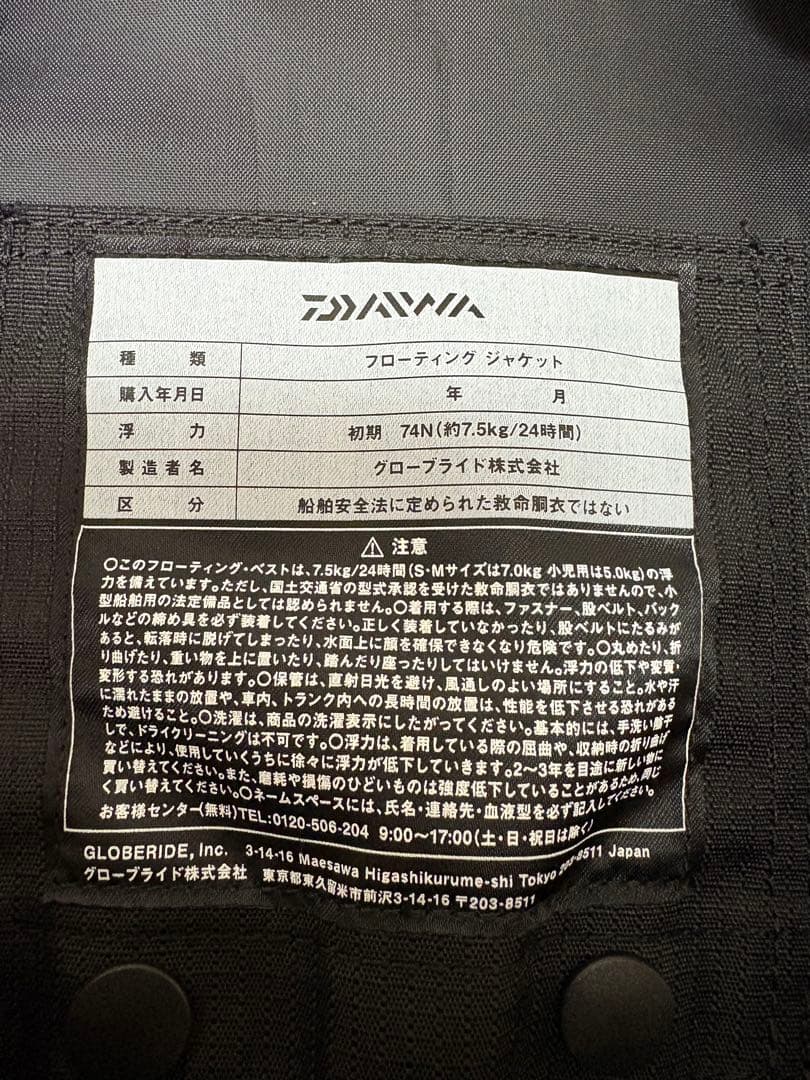 DAIWA
種類 フローティング ジャケット
購入年月日 年 月
浮力 初期 74N(約7.5kg/24時間)
製造者名 グローブライド株式会社
区分 船舶安全法に定められた救命胴衣ではない
⚠ 注意
〇このフローティング・ベストは、7.5kg/24時間(S・Mサイズは7.0kg 小児用は5.0kg)の浮
力を備えています。ただし、国土交通省の型式承認を受けた救命胴衣ではありませんので、小
型船舶用の法定備品としては認められません。〇着用する際は、ファスナー、股ベルト、バック
ルなどの締め具を必ず装着してください。正しく装着していなかったり、股ベルトにたるみが
あると、転落時に脱げてしまったり、水面上に顔を確保できなくなり危険です。〇丸めたり、折
り曲げたり、重い物を上に置いたり、踏んだり座ったりしてはいけません。浮力の低下や変質・
変形する恐れがあります。〇保管は、直射日光を避け、風通しのよい場所にすること。水や汗
に濡れたままの放置や、車内、トランク内への長時間の放置は、性能を低下させる恐れがある
ため避けること。〇洗濯は、商品の洗濯表示にしたがってください。基本的には、手洗い陰干
しで、ドライクリーニングは不可です。〇浮力は、着用している際の屈曲や、収納時の折り曲げ
などにより、使用していくうちに徐々に浮力が低下していきます。2〜3年を目途に新しい物に
買い替えてください。また、磨耗や損傷のひどいものは強度低下していることがあるため、同じ
く買い替えてください。〇ネームスペースには、氏名・連絡先・血液型を必ず記入してください。
お客様センター(無料)TEL:0120-506-204 9:00〜17:00(土・日・祝日は除く)
GLOBERIDE, Inc. 3-14-16 Maesawa Higashikurume-shi Tokyo 203-8511 Japan
グローブライド株式会社 東京都東久留米市前沢3-14-16 〒203-8511